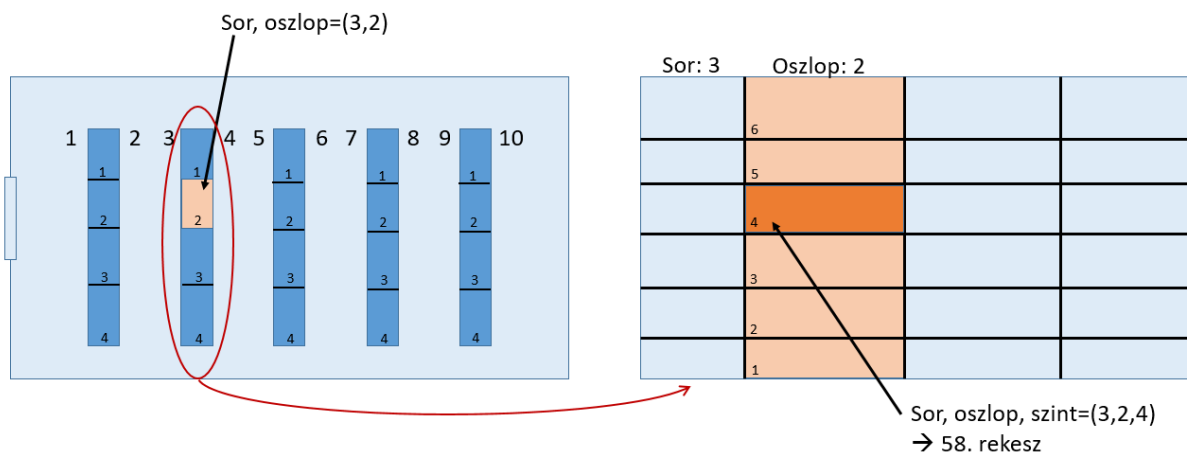 Sor, oszlop=(3,2)
Sor: 3 Oszlop: 2
1 2 3 4 5 6 7 8 9 10
1 1 1 1 1
2 2 2 2 2
3 3 3 3 3
4 4 4 4 4
6
5
4
3
2
1
Sor, oszlop, szint=(3,2,4)
→ 58. rekesz